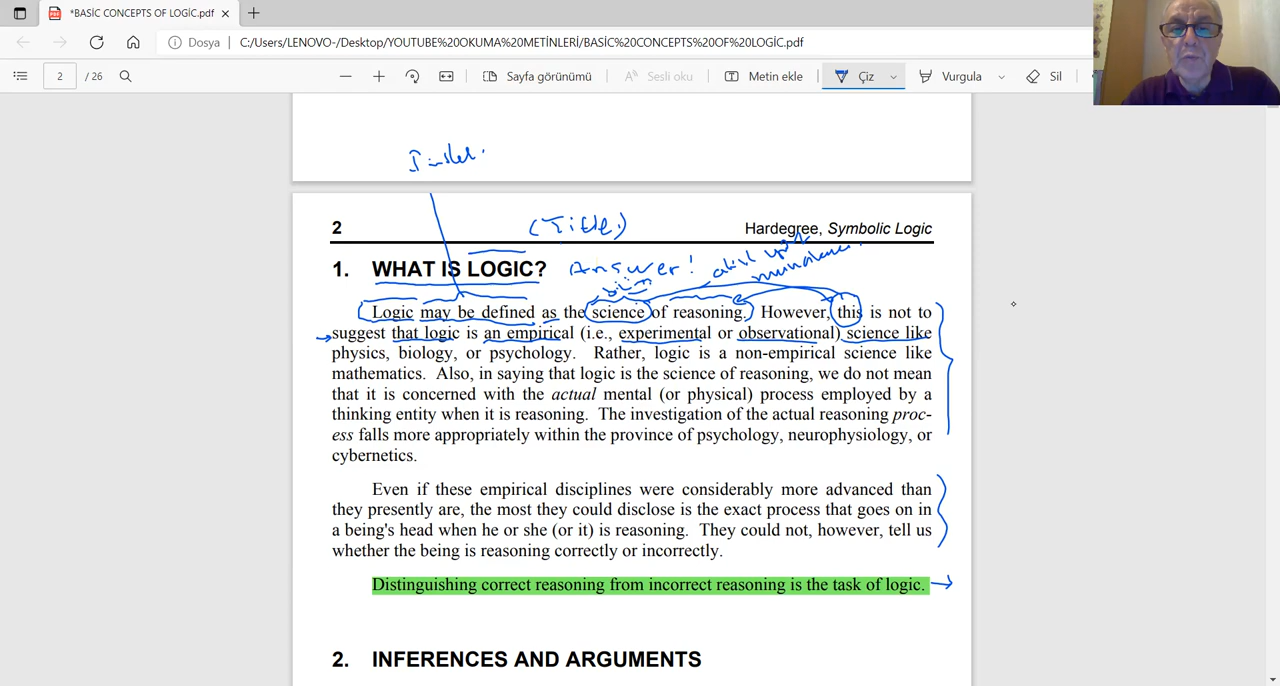 *BASİC CONCEPTS OF LOGİC.pdf
Dosya C:/Users/LENOVO-/Desktop/YOUTUBE%20OKUMA%20METİNLERİ/BASİC%20CONCEPTS%20OF%20LOGİC.pdf
2 / 26 Sayfa görünümü Sesli oku Metin ekle Çiz Vurgula Sil
(Title)
2 Hardegree, Symbolic Logic
1. WHAT IS LOGIC? Answer!
Logic may be defined as the science of reasoning. However, this is not to
suggest that logic is an empirical (i.e., experimental or observational) science like
physics, biology, or psychology. Rather, logic is a non-empirical science like
mathematics. Also, in saying that logic is the science of reasoning, we do not mean
that it is concerned with the actual mental (or physical) process employed by a
thinking entity when it is reasoning. The investigation of the actual reasoning proc-
ess falls more appropriately within the province of psychology, neurophysiology, or
cybernetics.
Even if these empirical disciplines were considerably more advanced than
they presently are, the most they could disclose is the exact process that goes on in
a being's head when he or she (or it) is reasoning. They could not, however, tell us
whether the being is reasoning correctly or incorrectly.
Distinguishing correct reasoning from incorrect reasoning is the task of logic.
2. INFERENCES AND ARGUMENTS